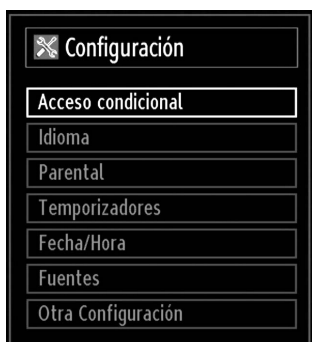 Configuración
Acceso condicional
Idioma
Parental
Temporizadores
Fecha/Hora
Fuentes
Otra Configuración